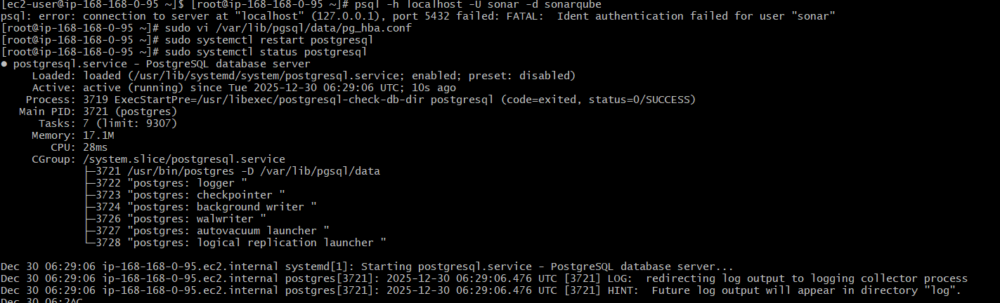 [ec2-user@ip-168-168-0-95 ~]$ [root@ip-168-168-0-95 ~]# psql -h localhost -U sonar -d sonarqube
psql: error: connection to server at "localhost" (127.0.0.1), port 5432 failed: FATAL:  Ident authentication failed for user "sonar"
[root@ip-168-168-0-95 ~]# sudo vi /var/lib/pgsql/data/pg_hba.conf
[root@ip-168-168-0-95 ~]# sudo systemctl restart postgresql
[root@ip-168-168-0-95 ~]# sudo systemctl status postgresql
● postgresql.service - PostgreSQL database server
     Loaded: loaded (/usr/lib/systemd/system/postgresql.service; enabled; preset: disabled)
     Active: active (running) since Tue 2025-12-30 06:29:06 UTC; 10s ago
    Process: 3719 ExecStartPre=/usr/libexec/postgresql-check-db-dir postgresql (code=exited, status=0/SUCCESS)
   Main PID: 3721 (postgres)
      Tasks: 7 (limit: 9307)
     Memory: 17.1M
        CPU: 28ms
     CGroup: /system.slice/postgresql.service
             ├─3721 /usr/bin/postgres -D /var/lib/pgsql/data
             ├─3722 "postgres: logger "
             ├─3723 "postgres: checkpointer "
             ├─3724 "postgres: background writer "
             ├─3726 "postgres: walwriter "
             ├─3727 "postgres: autovacuum launcher "
             └─3728 "postgres: logical replication launcher "
Dec 30 06:29:06 ip-168-168-0-95.ec2.internal systemd[1]: Starting postgresql.service - PostgreSQL database server...
Dec 30 06:29:06 ip-168-168-0-95.ec2.internal postgres[3721]: 2025-12-30 06:29:06.476 UTC [3721] LOG:  redirecting log output to logging collector process
Dec 30 06:29:06 ip-168-168-0-95.ec2.internal postgres[3721]: 2025-12-30 06:29:06.476 UTC [3721] HINT:  Future log output will appear in directory "log".
Dec 30 06:2AC